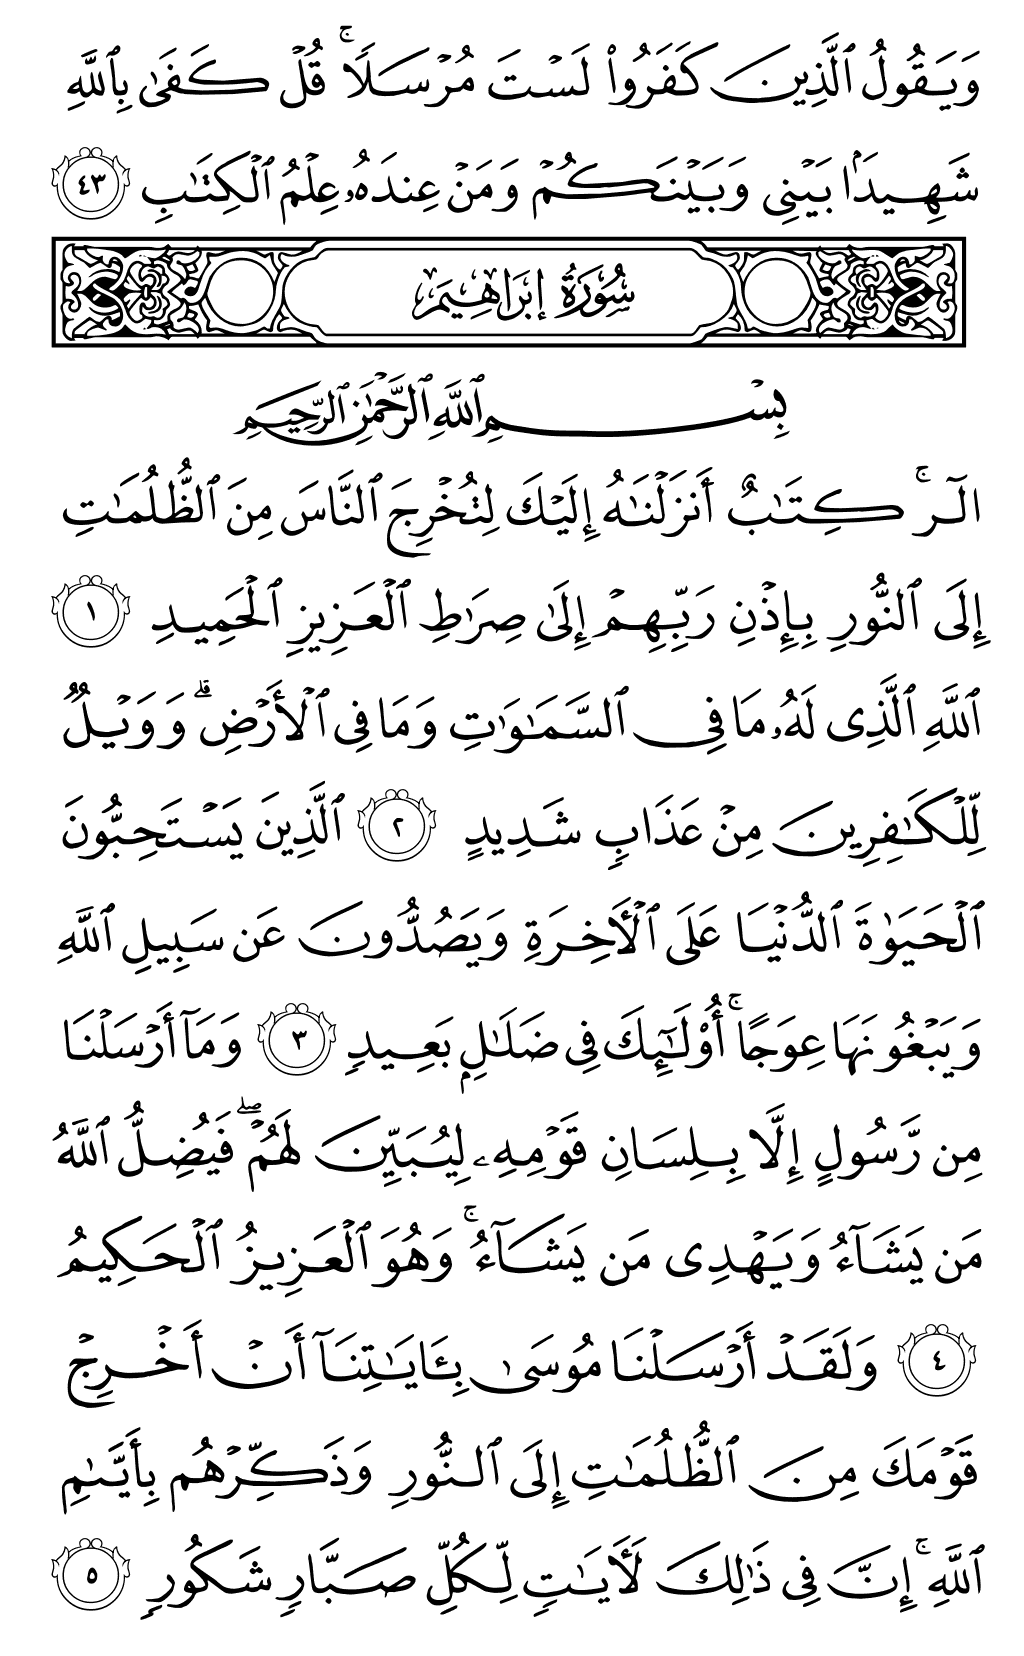 وَيَقُولُ ٱلَّذِينَ كَفَرُوا۟ لَسْتَ مُرْسَلًا ۚ قُلْ كَفَىٰ بِٱللَّهِ
شَهِيدًۢا بَيْنِى وَبَيْنَكُمْ وَمَنْ عِندَهُۥ عِلْمُ ٱلْكِتَـٰبِ ٤٣
سُورَةُ إِبْرَاهِيمَ
بِسْمِ ٱللَّهِ ٱلرَّحْمَـٰنِ ٱلرَّحِيمِ
الٓر ۚ كِتَـٰبٌ أَنزَلْنَـٰهُ إِلَيْكَ لِتُخْرِجَ ٱلنَّاسَ مِنَ ٱلظُّلُمَـٰتِ
إِلَى ٱلنُّورِ بِإِذْنِ رَبِّهِمْ إِلَىٰ صِرَٰطِ ٱلْعَزِيزِ ٱلْحَمِيدِ ١
ٱللَّهِ ٱلَّذِى لَهُۥ مَا فِى ٱلسَّمَـٰوَٰتِ وَمَا فِى ٱلْأَرْضِ ۗ وَوَيْلٌ
لِّلْكَـٰفِرِينَ مِنْ عَذَابٍ شَدِيدٍ ٢ ٱلَّذِينَ يَسْتَحِبُّونَ
ٱلْحَيَوٰةَ ٱلدُّنْيَا عَلَى ٱلْـَٔاخِرَةِ وَيَصُدُّونَ عَن سَبِيلِ ٱللَّهِ
وَيَبْغُونَهَا عِوَجًا ۚ أُو۟لَـٰٓئِكَ فِى ضَلَـٰلٍۭ بَعِيدٍ ٣ وَمَآ أَرْسَلْنَا
مِن رَّسُولٍ إِلَّا بِلِسَانِ قَوْمِهِۦ لِيُبَيِّنَ لَهُمْ ۖ فَيُضِلُّ ٱللَّهُ
مَن يَشَآءُ وَيَهْدِى مَن يَشَآءُ ۚ وَهُوَ ٱلْعَزِيزُ ٱلْحَكِيمُ
٤ وَلَقَدْ أَرْسَلْنَا مُوسَىٰ بِـَٔايَـٰتِنَآ أَنْ أَخْرِجْ
قَوْمَكَ مِنَ ٱلظُّلُمَـٰتِ إِلَى ٱلنُّورِ وَذَكِّرْهُم بِأَيَّىٰمِ
ٱللَّهِ ۚ إِنَّ فِى ذَٰلِكَ لَـَٔايَـٰتٍ لِّكُلِّ صَبَّارٍ شَكُورٍ ٥